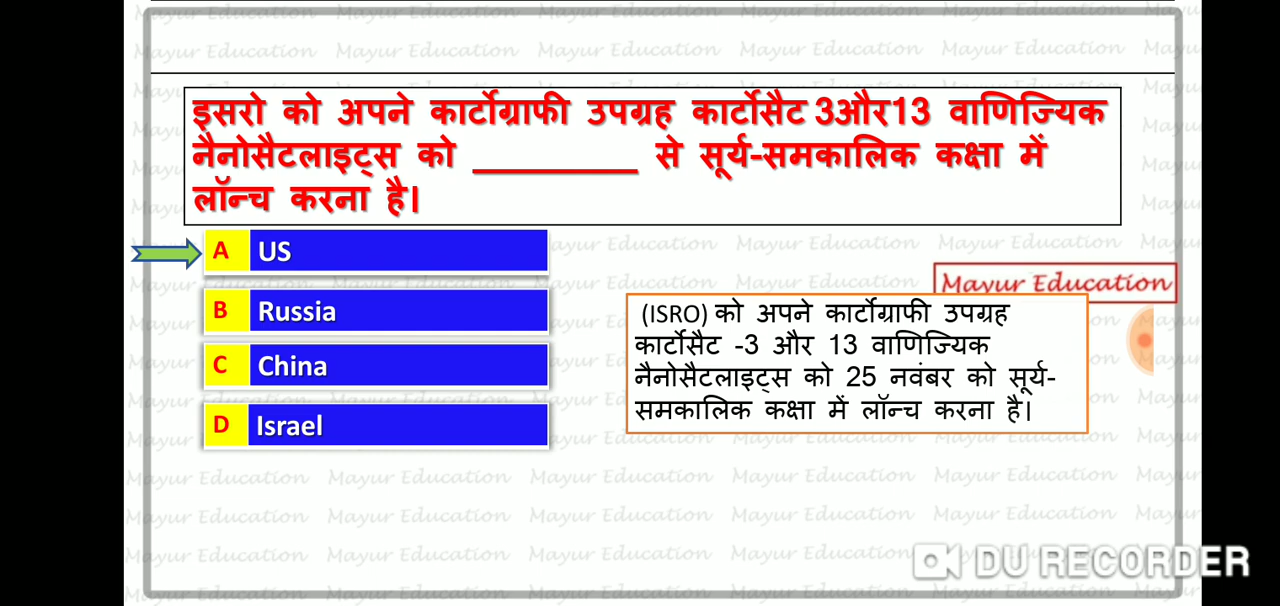 इसरो को अपने कार्टोग्राफी उपग्रह कार्टोसैट 3और13 वाणिज्यिक
नैनोसैटलाइट्स को __________ से सूर्य-समकालिक कक्षा में
लॉन्च करना है।
A US
B Russia
C China
D Israel
Mayur Education
(ISRO) को अपने कार्टोग्राफी उपग्रह
कार्टोसैट -3 और 13 वाणिज्यिक
नैनोसैटलाइट्स को 25 नवंबर को सूर्य-
समकालिक कक्षा में लॉन्च करना है।
DU RECORDER